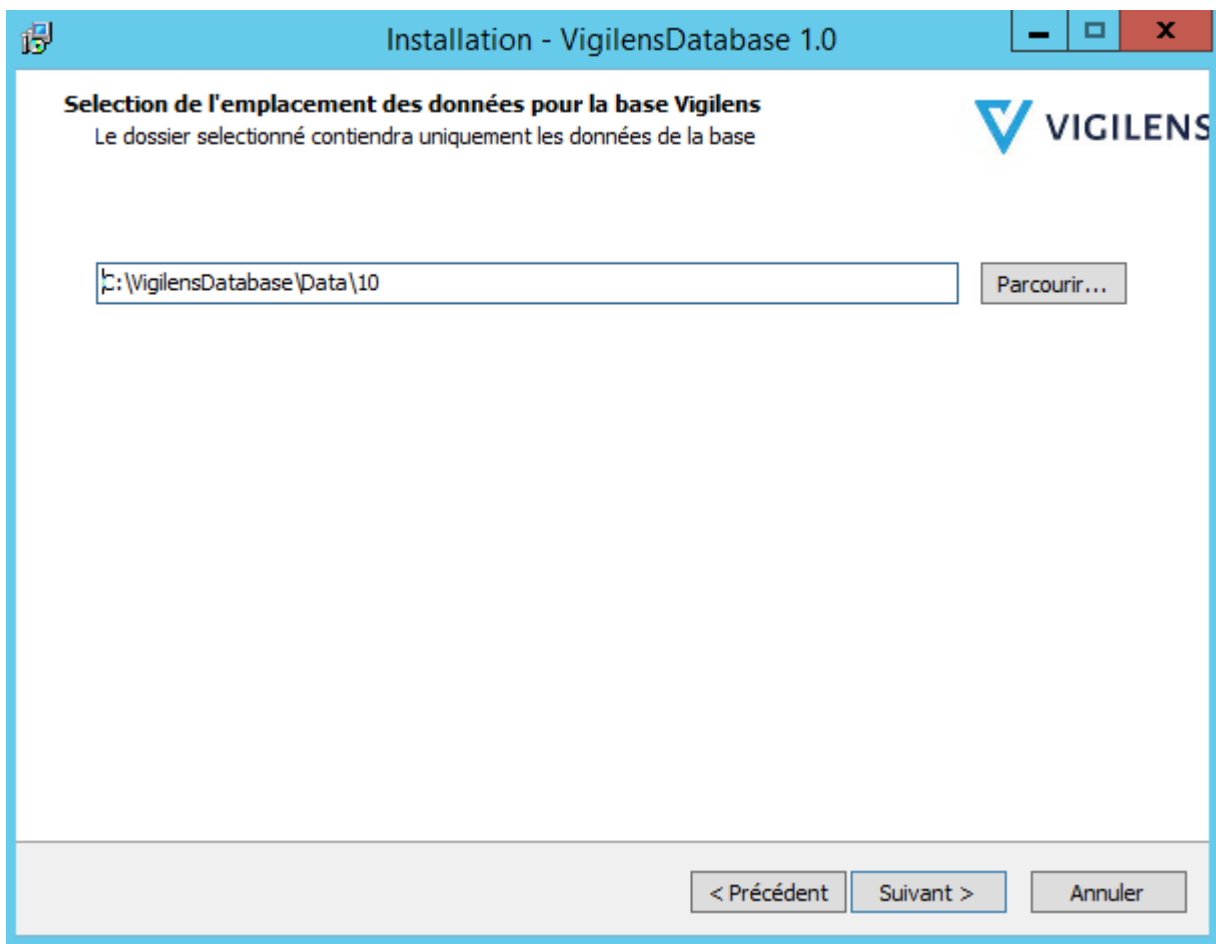 Installation - VigilensDatabase 1.0
Selection de l'emplacement des données pour la base Vigilens
Le dossier selectionné contiendra uniquement les données de la base
VIGILENS
C:\VigilensDatabase\Data\10
Parcourir...
< Précédent
Suivant >
Annuler